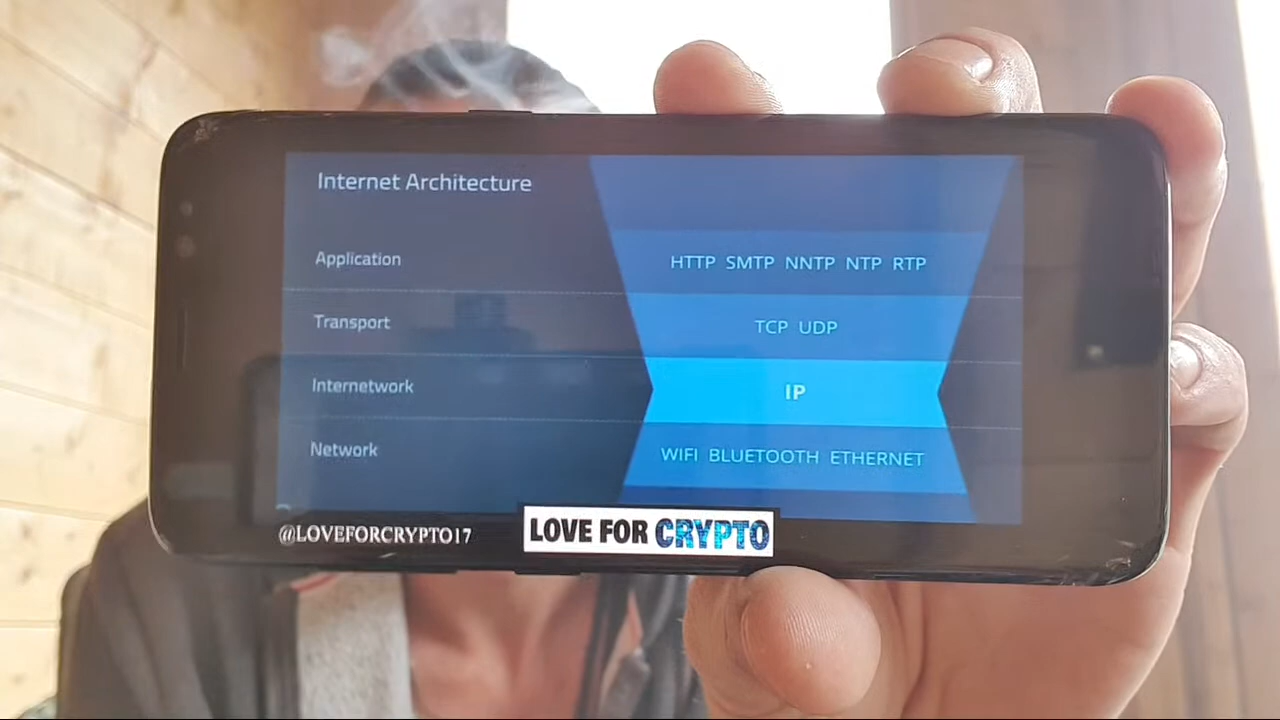 Internet Architecture
Application
HTTP SMTP NNTP NTP RTP
Transport
TCP UDP
Internetwork
IP
Network
WIFI BLUETOOTH ETHERNET
@LOVEFORCRYPTO17
LOVE FOR CRYPTO